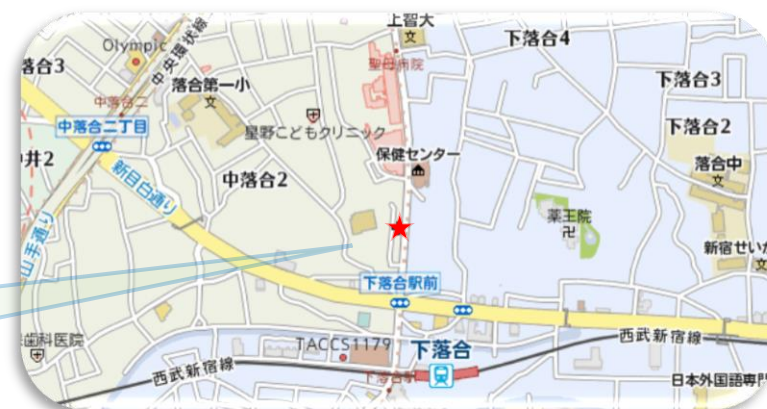 上智大
下落合4
Olympic
中央環状線
落合3
聖母病院
落合第一小
下落合3
中落合二
中落合二丁目
星野こどもクリニック
下落合2
保健センター
落合中
井2
中落合2
新目白通り
薬王院
山手通り
新宿せいか
下落合駅前
歯科医院
TACCS1179
下落合
西武新宿線
西武新宿線
下落合駅
日本外国語専門